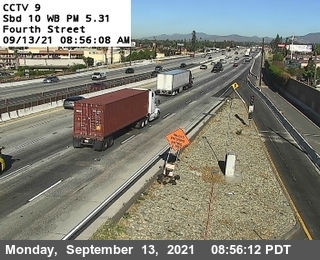 CCTV 9
Sbd 10 WB PM 5.31
Fourth Street
09/13/21 08:56:08 AM
Monday, September 13, 2021 08:56:12 PDT